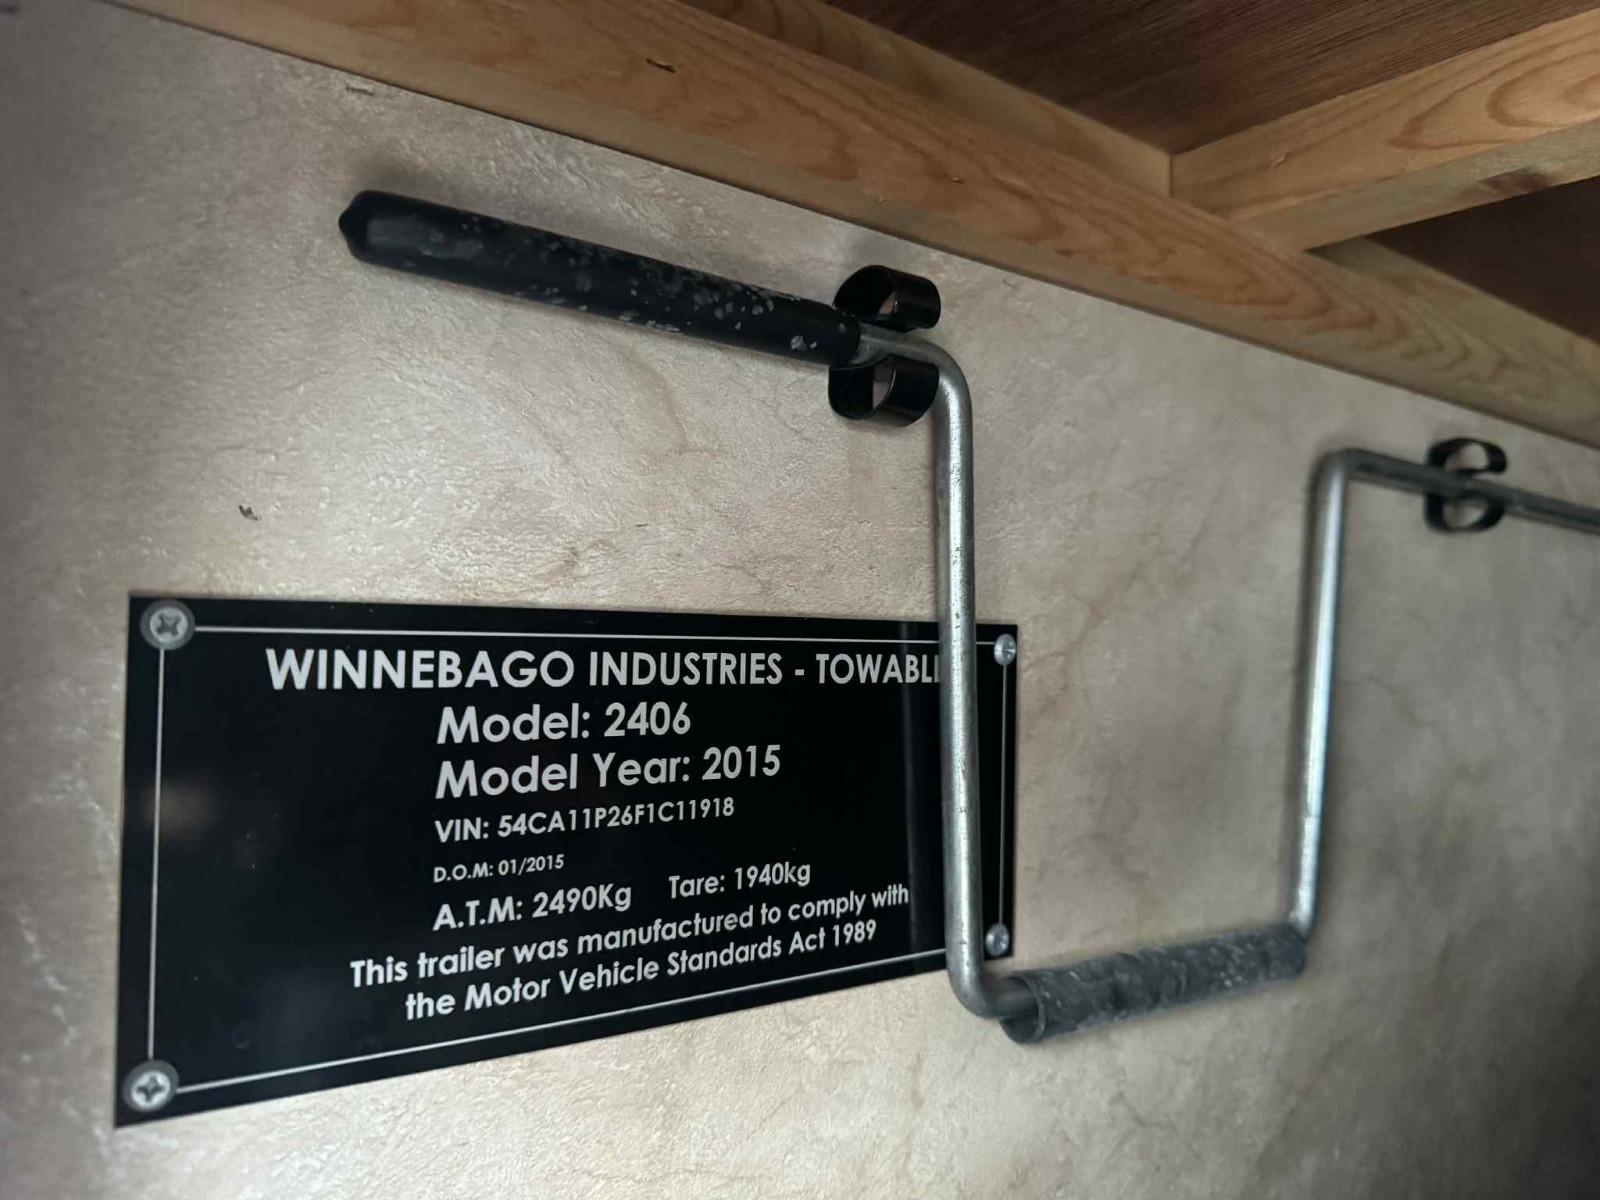 WINNEBAGO INDUSTRIES - TOWABLE
Model: 2406
Model Year: 2015
VIN: 54CA11P26F1C11918
D.O.M: 01/2015
A.T.M: 2490Kg Tare: 1940kg
This trailer was manufactured to comply with
the Motor Vehicle Standards Act 1989